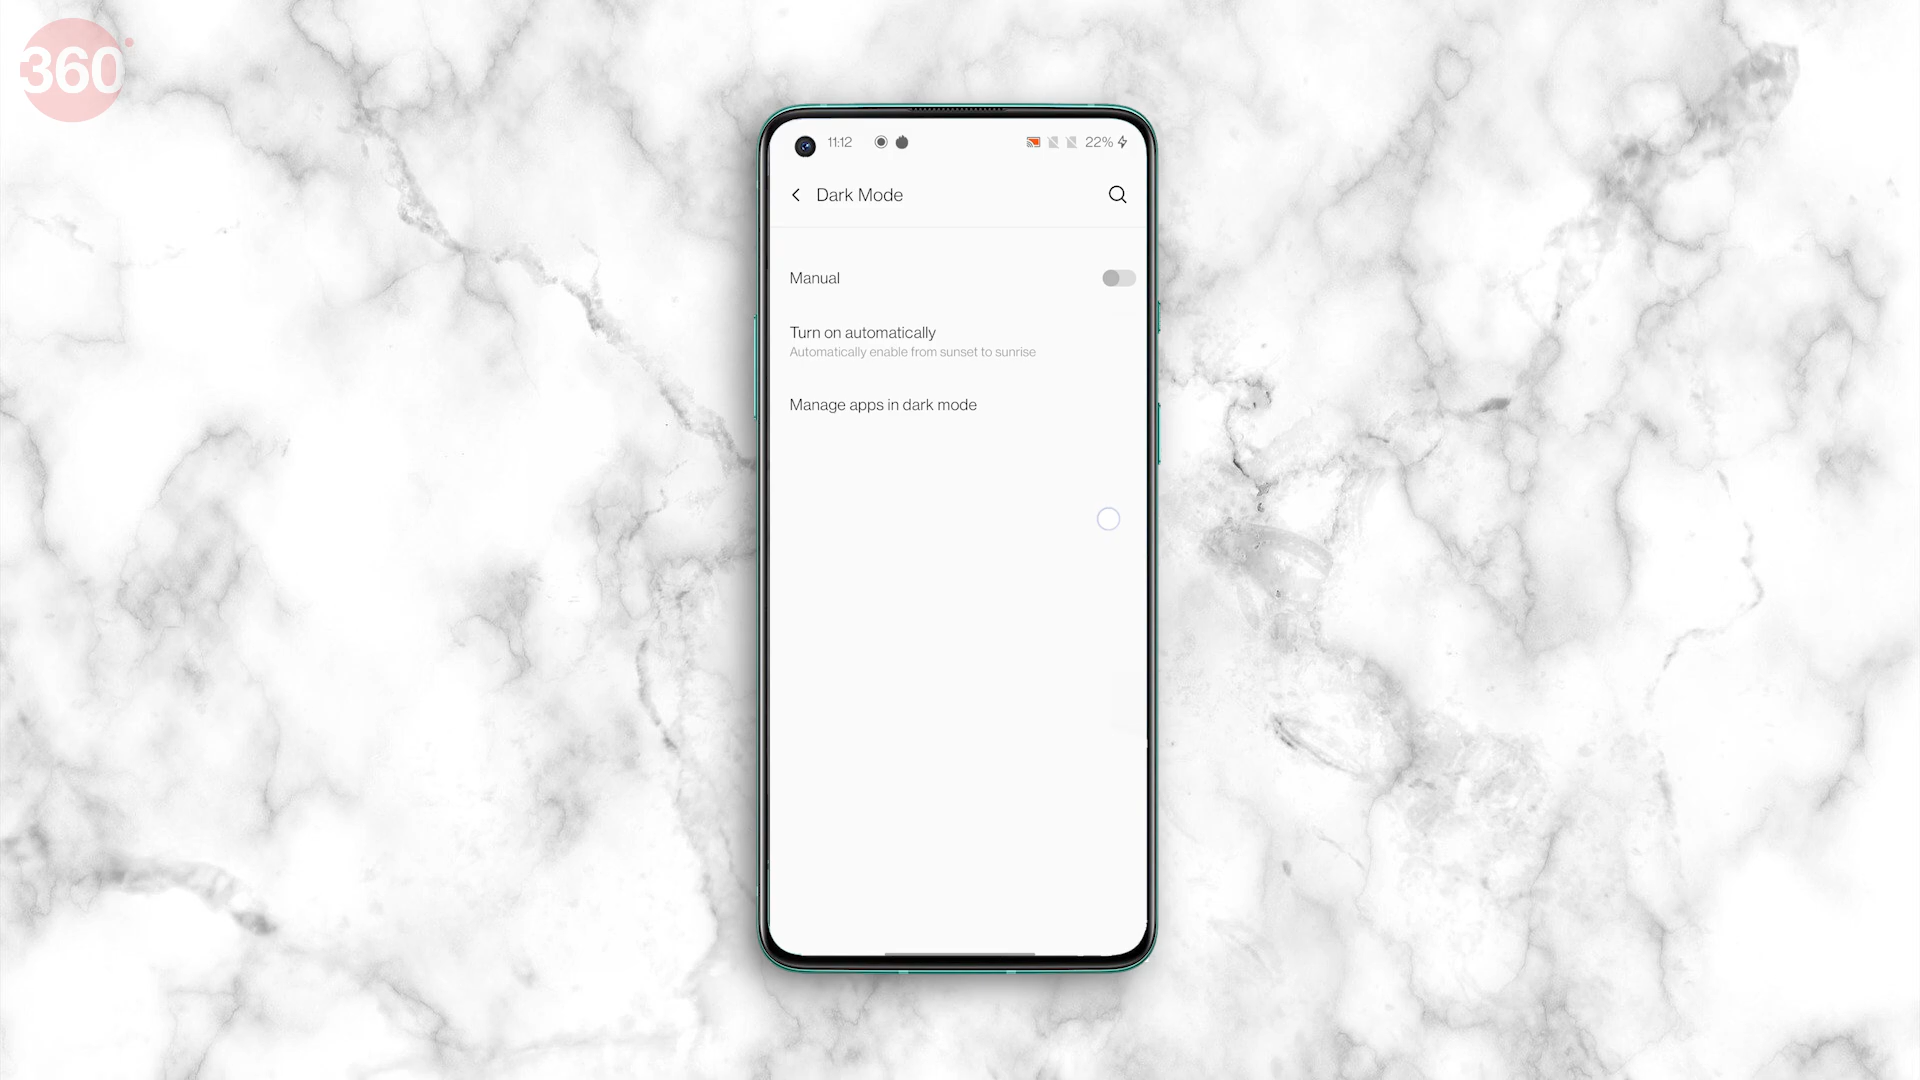 360
11:12
22%
Dark Mode
Manual
Turn on automatically
Automatically enable from sunset to sunrise
Manage apps in dark mode